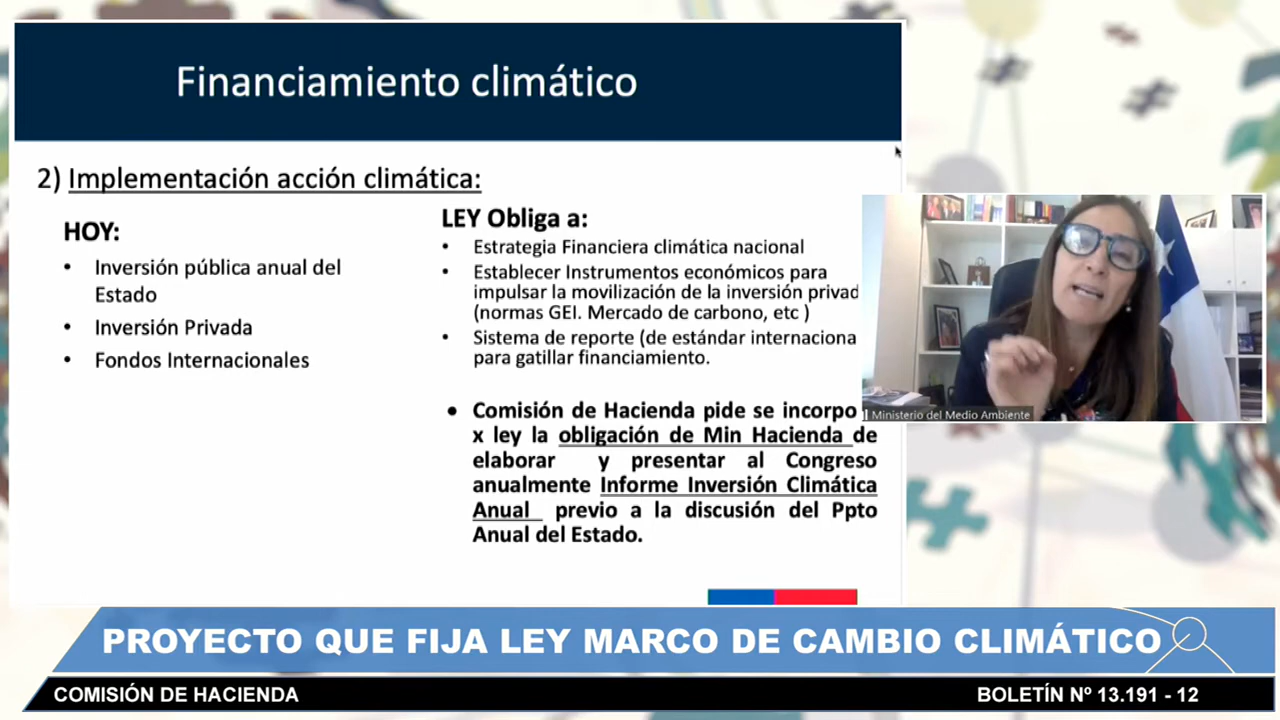 Financiamiento climático
2) Implementación acción climática:
HOY:
• Inversión pública anual del
Estado
• Inversión Privada
• Fondos Internacionales
LEY Obliga a:
• Estrategia Financiera climática nacional
• Establecer Instrumentos económicos para
impulsar la movilización de la inversión privad
(normas GEI. Mercado de carbono, etc )
• Sistema de reporte (de estándar internaciona
para gatillar financiamiento.
• Comisión de Hacienda pide se incorpo
x ley la obligación de Min Hacienda de
elaborar y presentar al Congreso
anualmente Informe Inversión Climática
Anual previo a la discusión del Ppto
Anual del Estado.
Ministerio del Medio Ambiente
PROYECTO QUE FIJA LEY MARCO DE CAMBIO CLIMÁTICO
COMISIÓN DE HACIENDA
BOLETÍN Nº 13.191 - 12